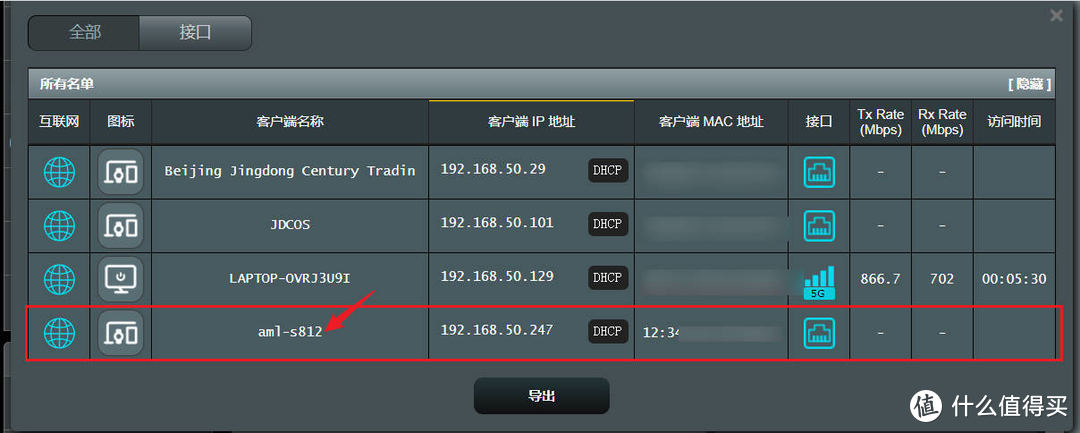 全部 接口
所有名单 [ 隐藏 ]
互联网 图标 客户端名称 客户端 IP 地址 客户端 MAC 地址 接口 Tx Rate (Mbps) Rx Rate (Mbps) 访问时间
Beijing Jingdong Century Tradin 192.168.50.29 DHCP - -
JDCOS 192.168.50.101 DHCP - -
LAPTOP-OVRJ3U9I 192.168.50.129 DHCP 5G 866.7 702 00:05:30
aml-s812 192.168.50.247 DHCP 12:34 - -
导出
值 什么值得买